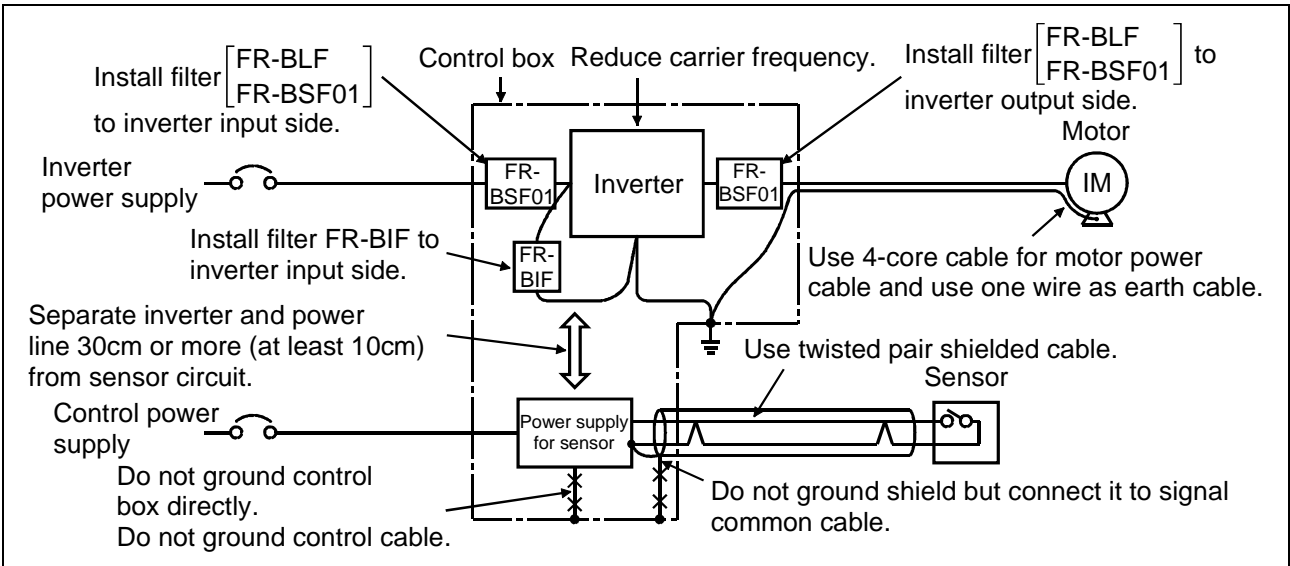 Install filter
FR-BLF
FR-BSF01
to inverter input side.
Control box
Reduce carrier frequency.
Install filter
FR-BLF
FR-BSF01
to
inverter output side.
Motor
Inverter
power supply
FR-
BSF01
Inverter
FR-
BSF01
IM
Install filter FR-BIF to
inverter input side.
FR-
BIF
Use 4-core cable for motor power
cable and use one wire as earth cable.
Separate inverter and power
line 30cm or more (at least 10cm)
from sensor circuit.
Use twisted pair shielded cable.
Sensor
Control power
supply
Power supply
for sensor
Do not ground control
box directly.
Do not ground control cable.
Do not ground shield but connect it to signal
common cable.